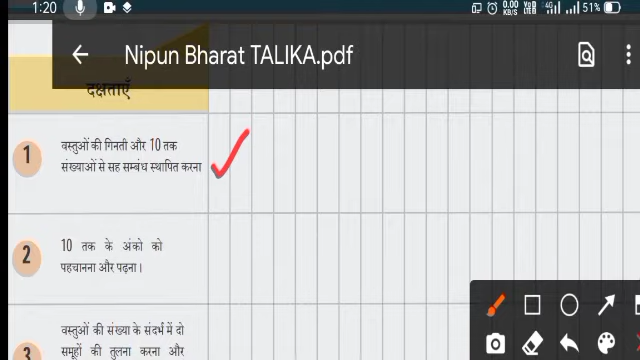 1:20
0.00 KB/S
4G
51%
Nipun Bharat TALIKA.pdf
दक्षताएँ
1
वस्तुओं की गिनती और 10 तक
संख्याओं से सह सम्बंध स्थापित करना
2
10 तक के अंको को
पहचानना और पढ़ना।
3
वस्तुओं की संख्या के संदर्भ में दो
समूहों की तुलना करना और